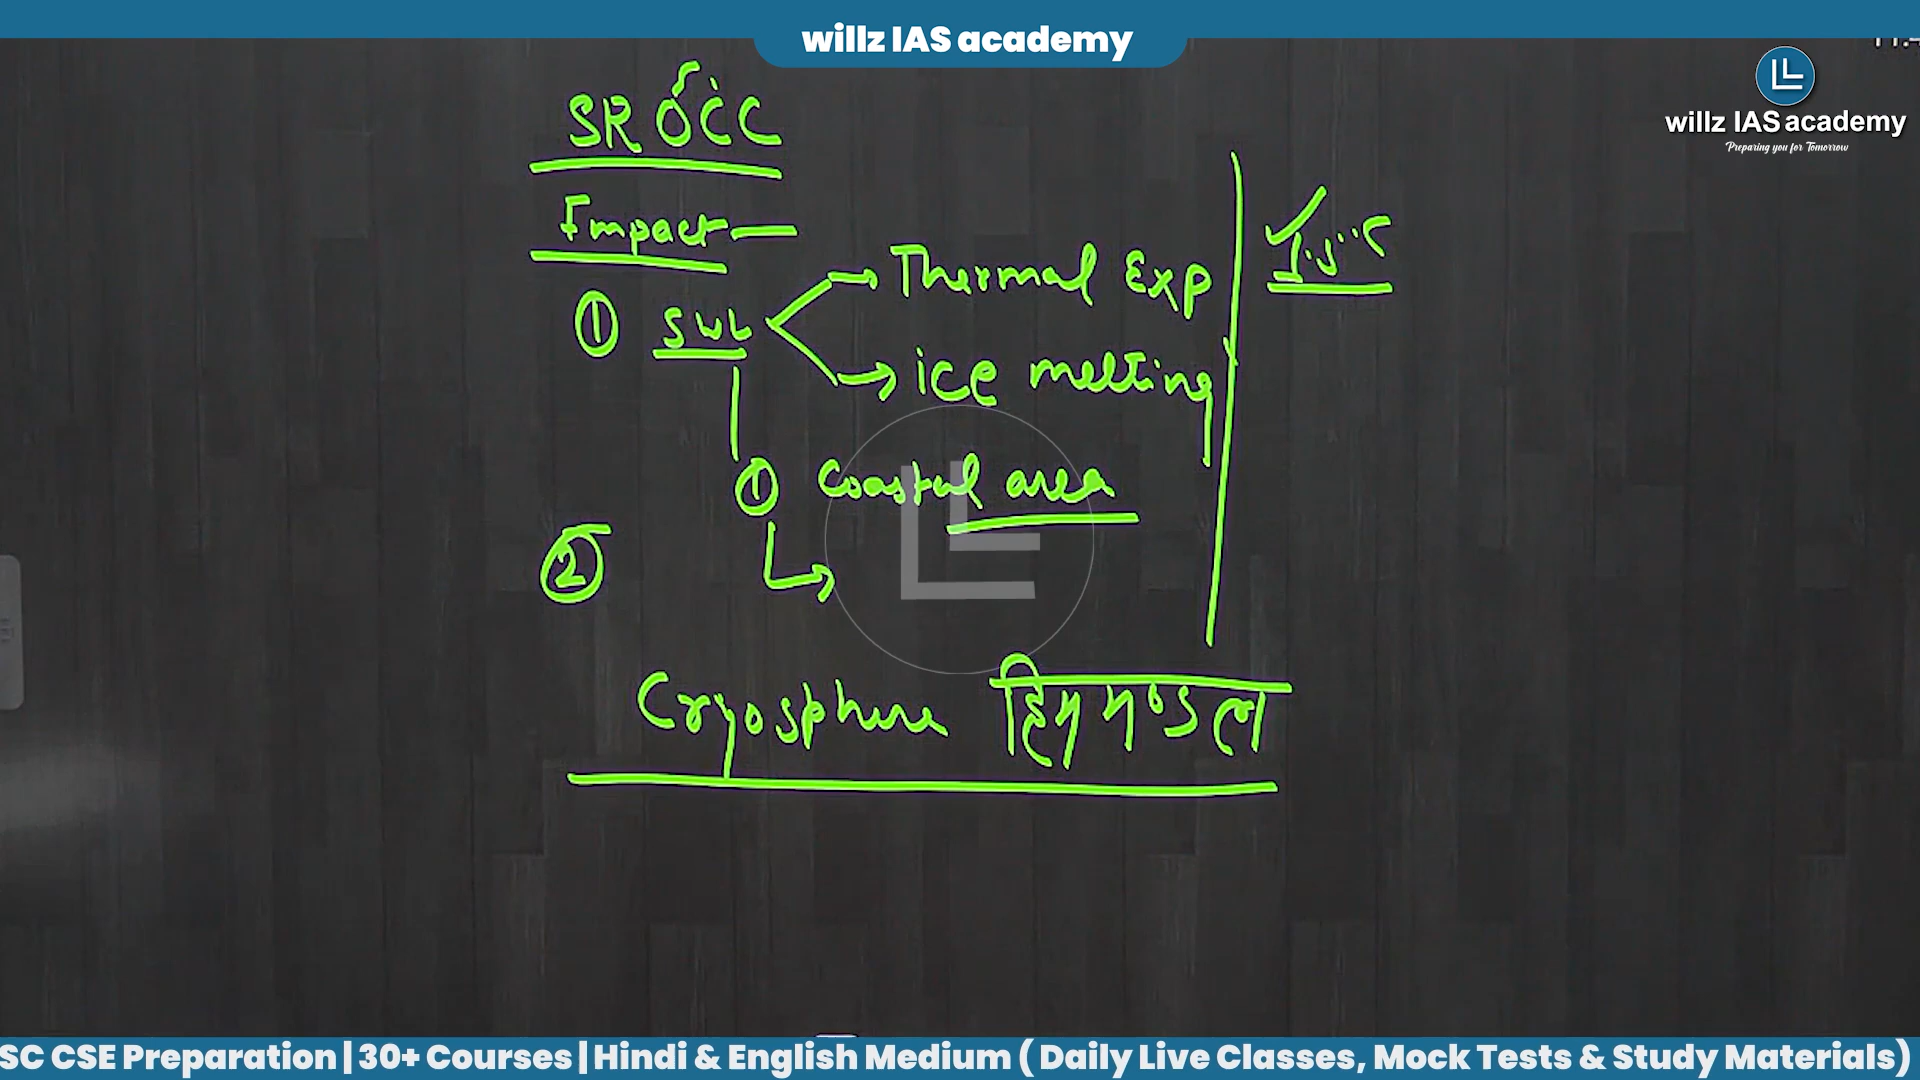 willz IAS academy
willz IAS academy
Preparing you for Tomorrow
SROCC
Impact
① SWL
Thermal Exp
ice melting
① Coastal area
②
Cryosphere हिममण्डल
SC CSE Preparation | 30+ Courses | Hindi & English Medium ( Daily Live Classes, Mock Tests & Study Materials)